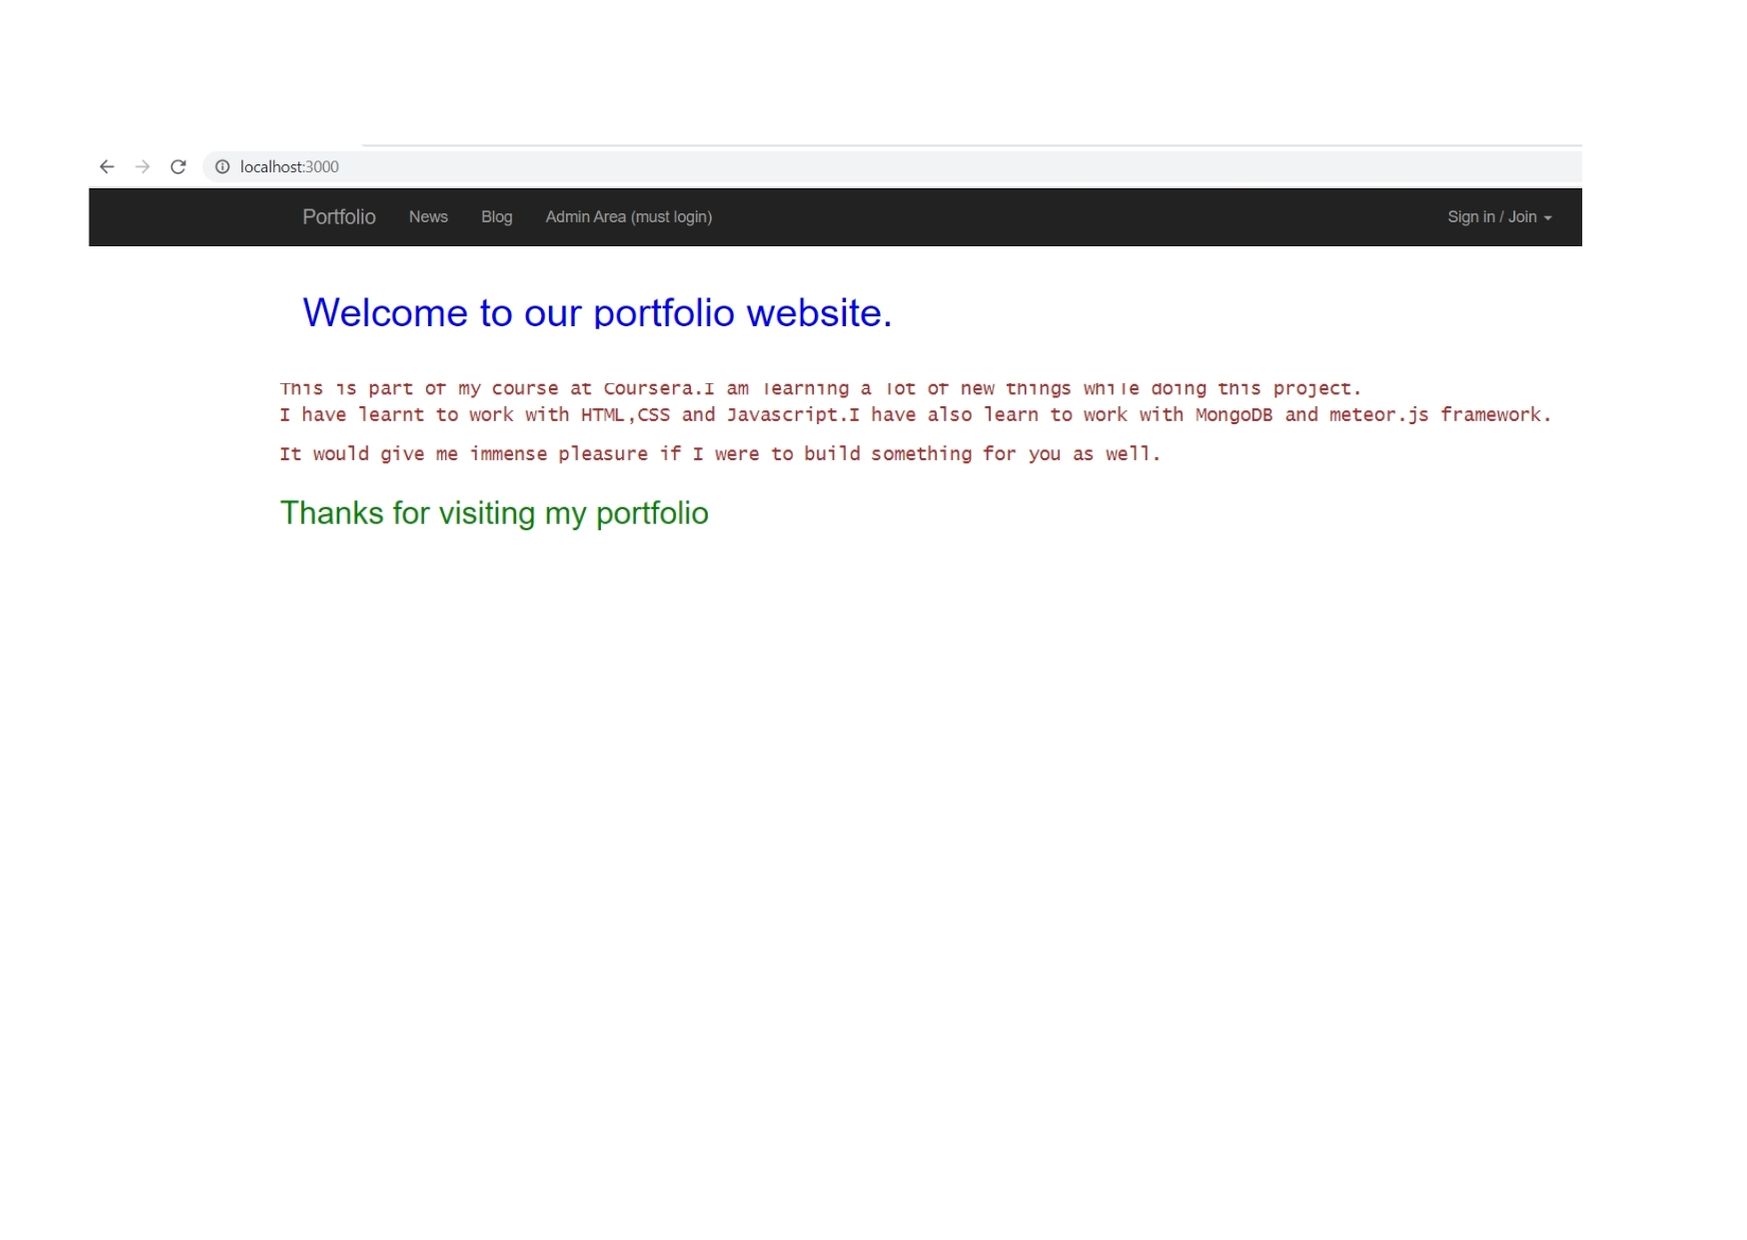 localhost:3000
Portfolio News Blog Admin Area (must login) Sign in / Join
Welcome to our portfolio website.
This is part of my course at Coursera.I am learning a lot of new things while doing this project.
I have learnt to work with HTML,CSS and Javascript.I have also learn to work with MongoDB and meteor.js framework.
It would give me immense pleasure if I were to build something for you as well.
Thanks for visiting my portfolio